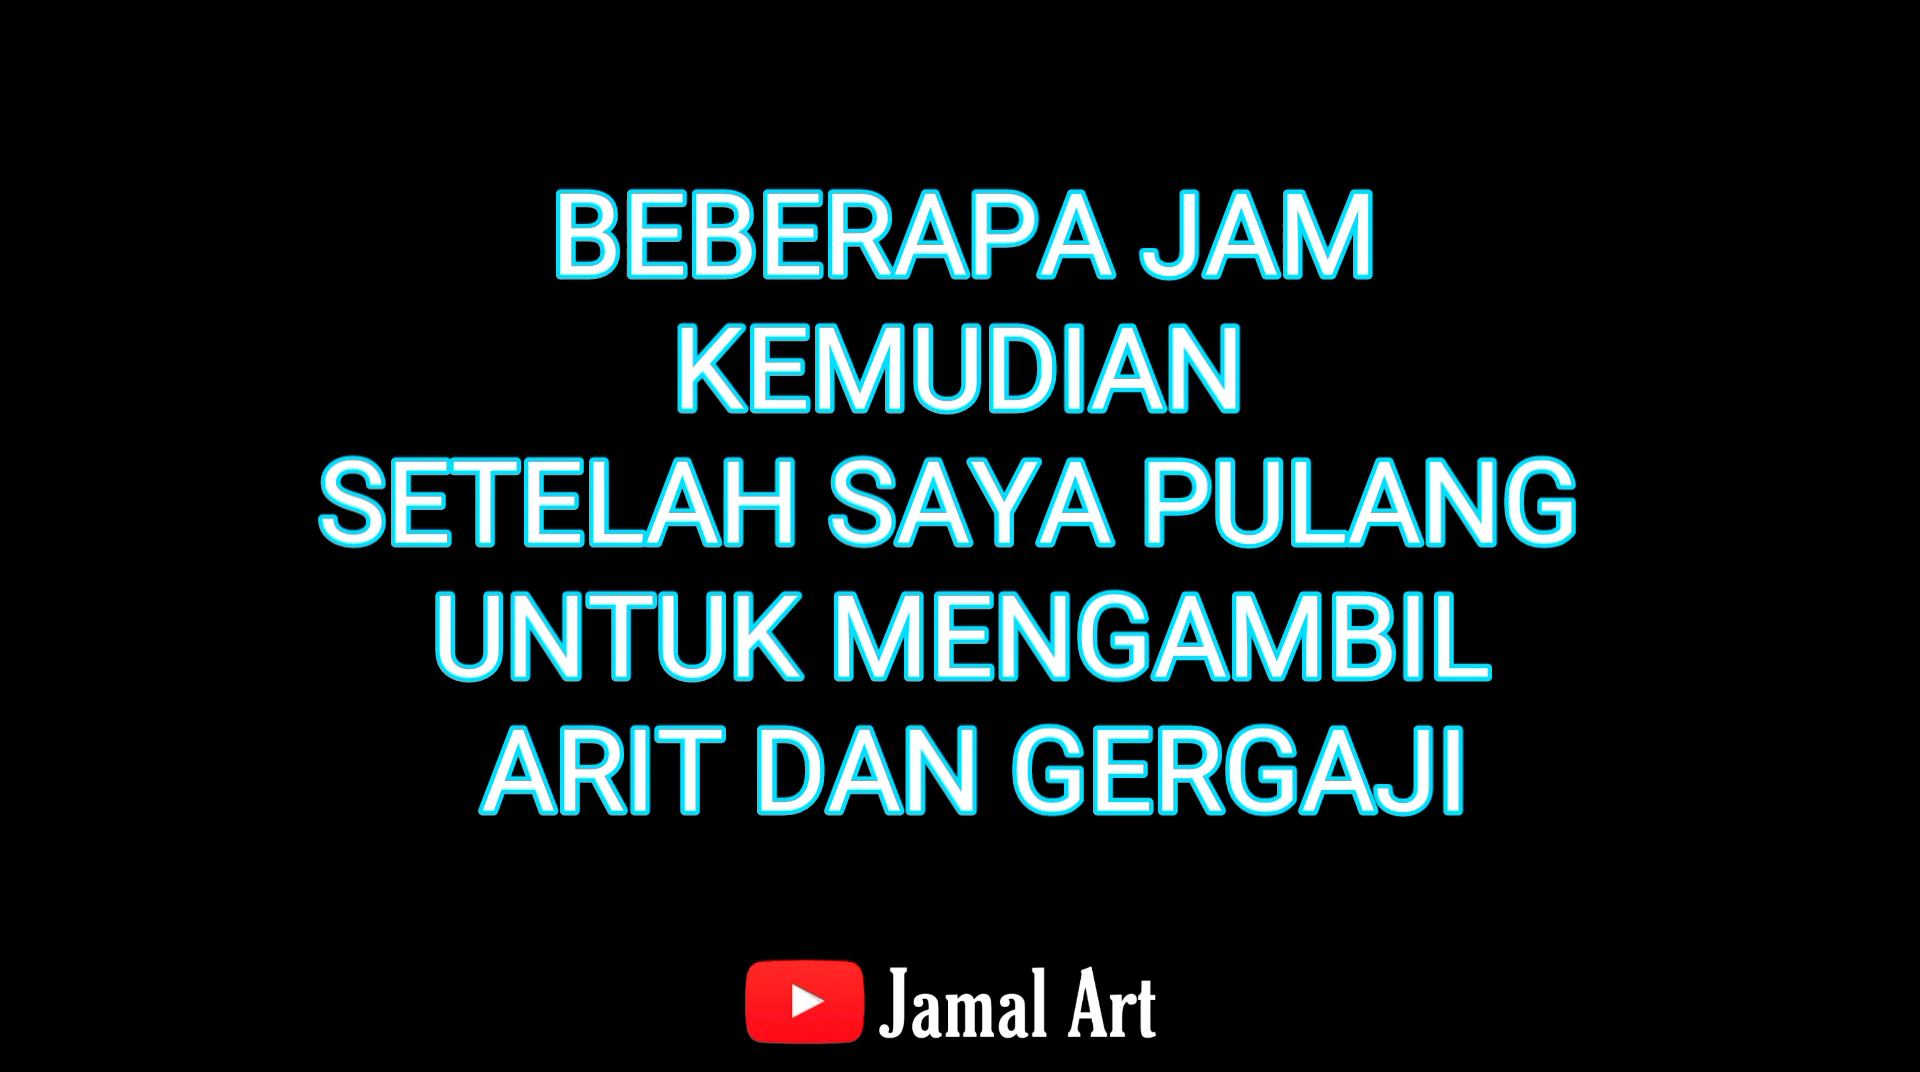 BEBERAPA JAM
KEMUDIAN
SETELAH SAYA PULANG
UNTUK MENGAMBIL
ARIT DAN GERGAJI
Jamal Art